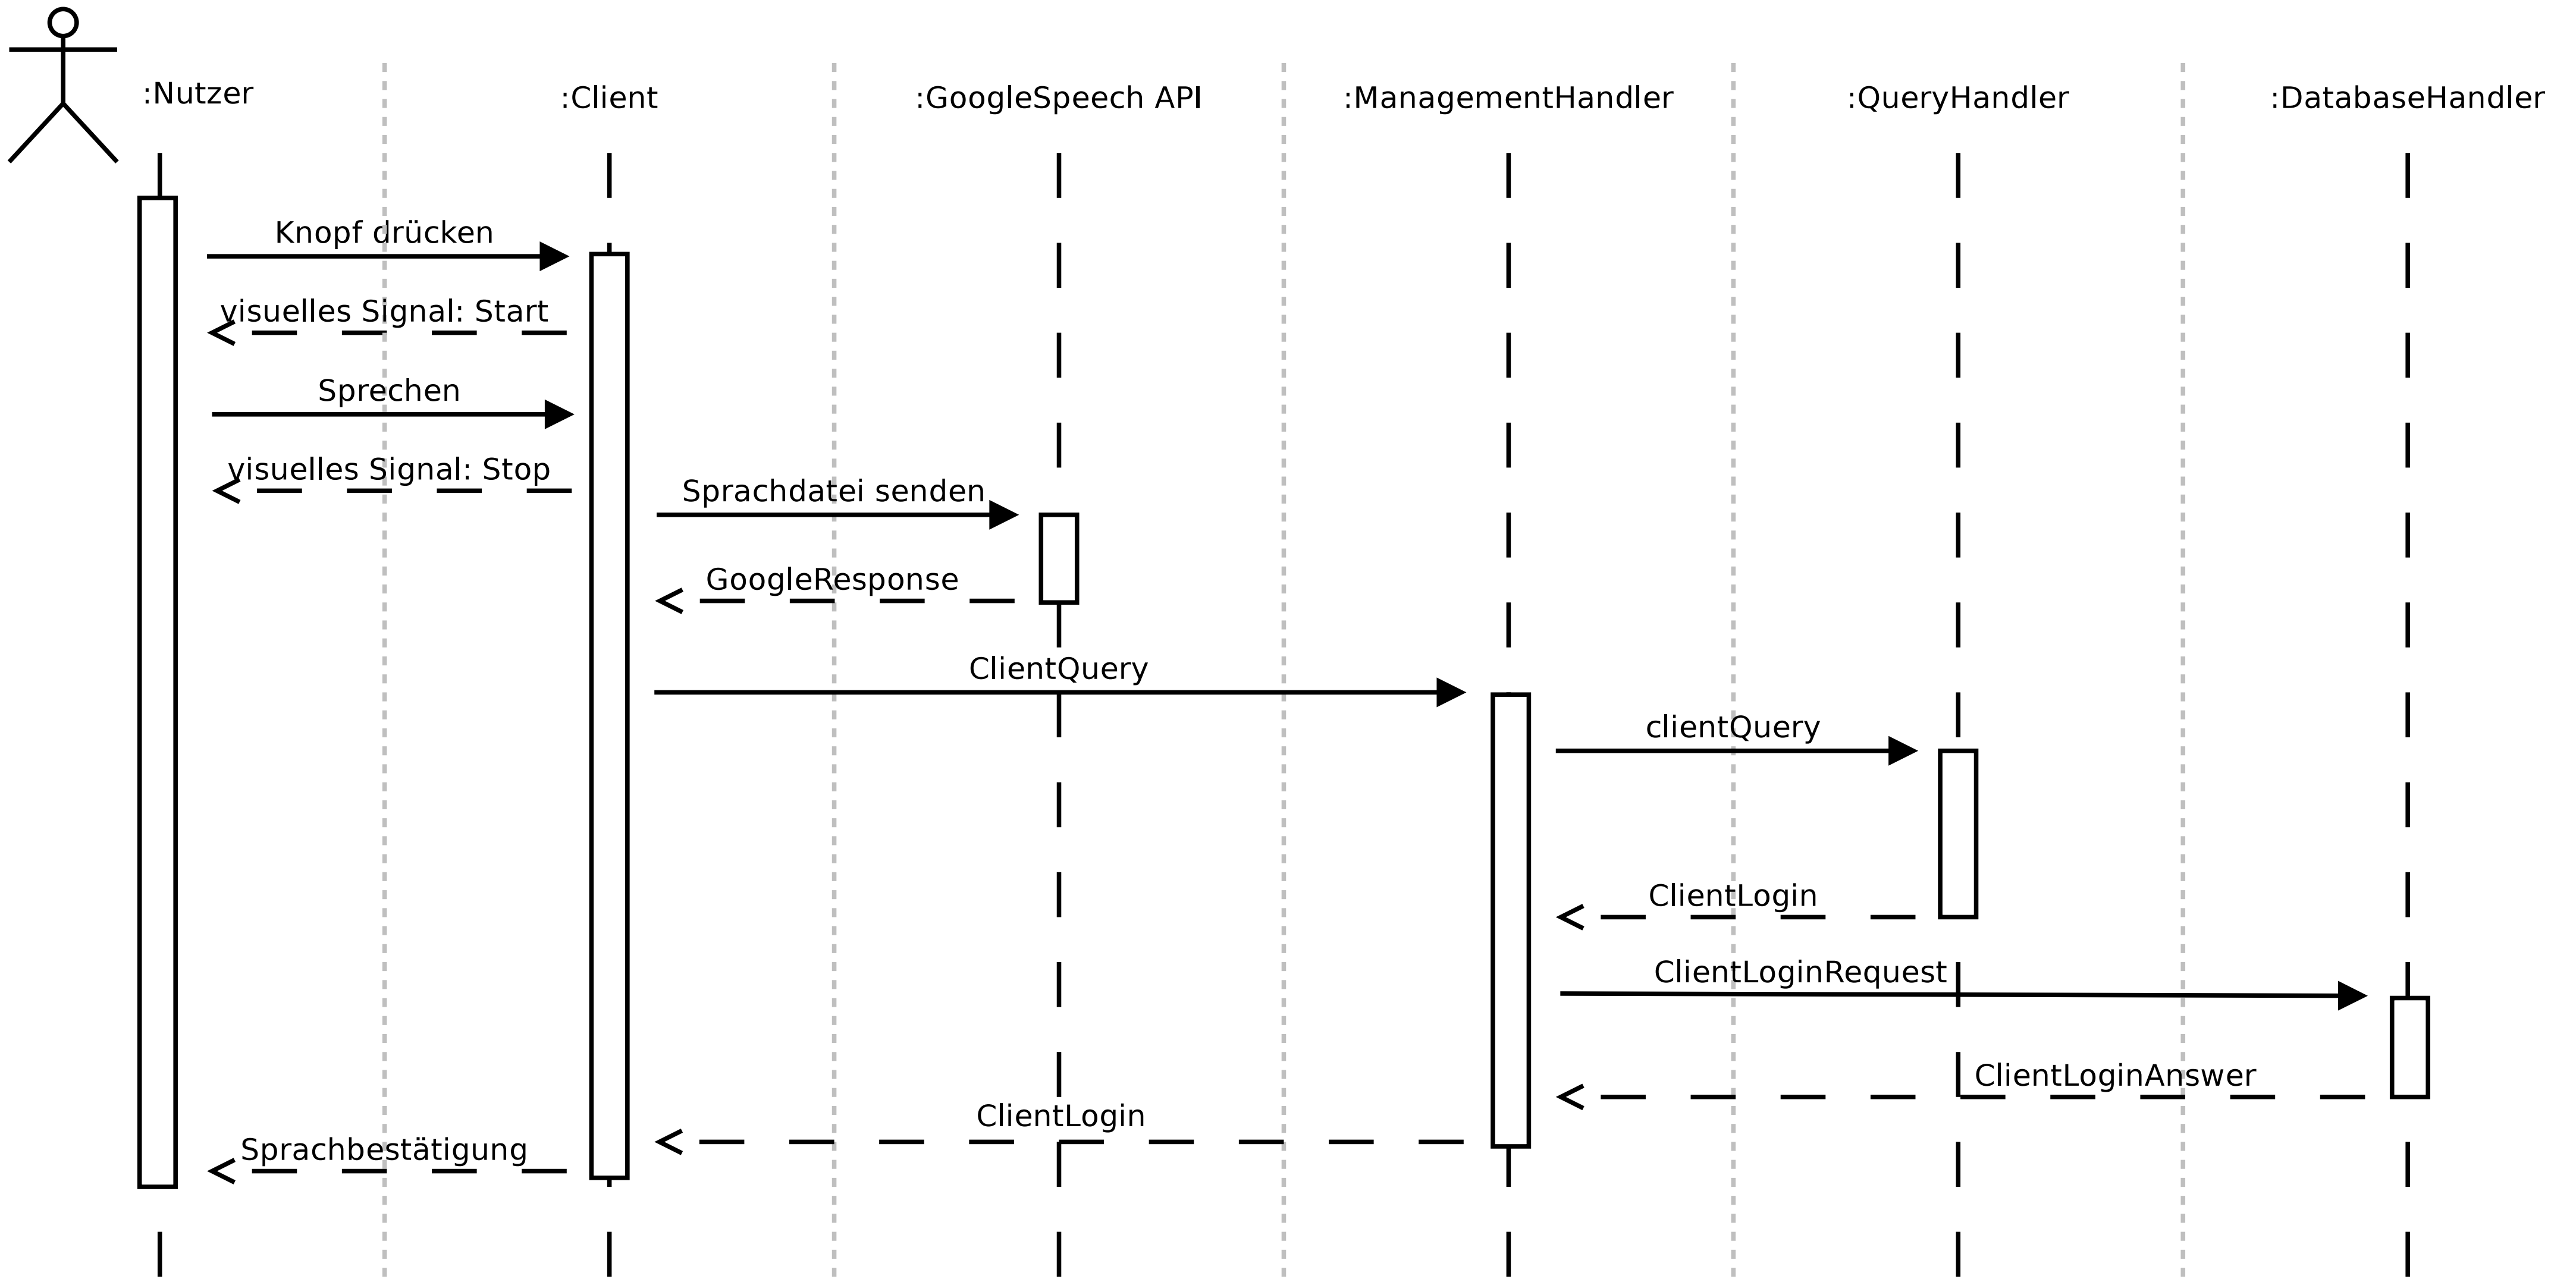 :Nutzer
:Client
:GoogleSpeech API
:ManagementHandler
:QueryHandler
:DatabaseHandler
Knopf drücken
visuelles Signal: Start
Sprechen
visuelles Signal: Stop
Sprachdatei senden
GoogleResponse
ClientQuery
clientQuery
ClientLogin
ClientLoginRequest
ClientLoginAnswer
ClientLogin
Sprachbestätigung